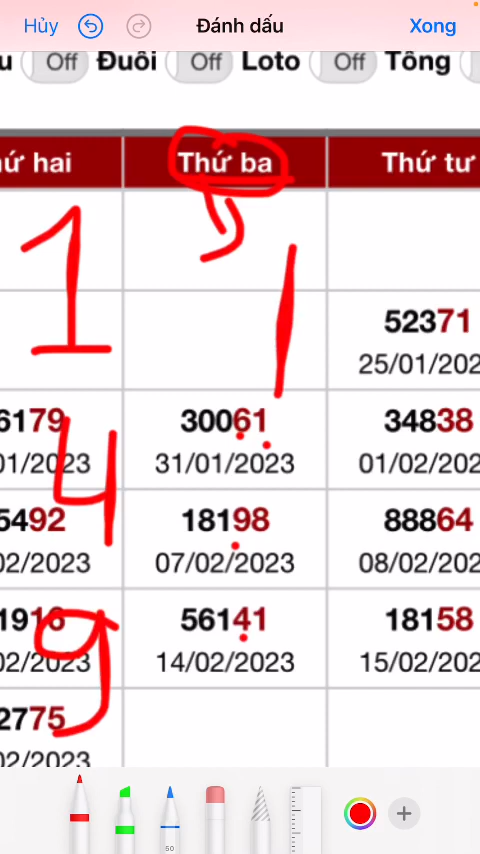 Hủy Đánh dấu Xong
Off Đuôi Off Loto Off Tổng
ứ hai Thứ ba Thứ tư
1
1
52371
25/01/202
6179 30061 34838
01/2023 31/01/2023 01/02/202
4
5492 18198 88864
02/2023 07/02/2023 08/02/202
1916 56141 18158
02/2023 14/02/2023 15/02/202
9
2775
02/2023
50